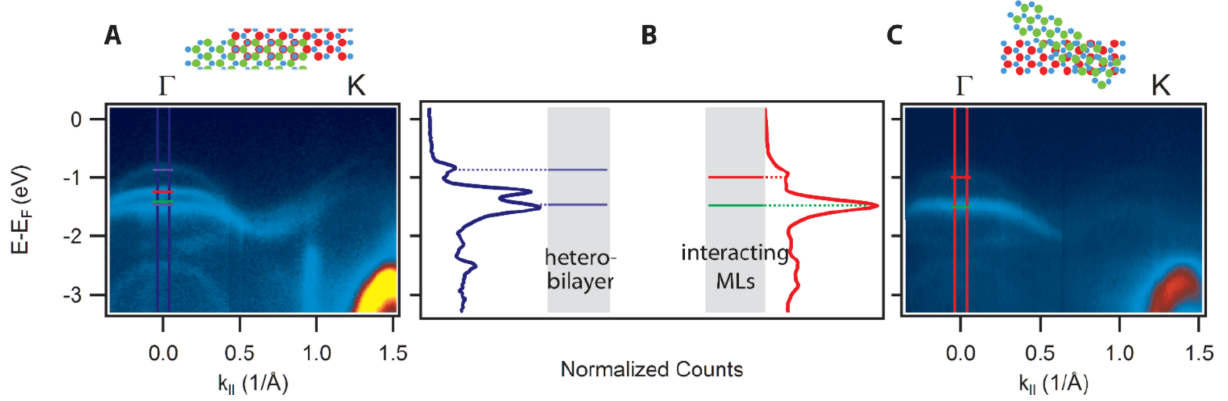 A
B
C
Γ
K
Γ
K
0
-1
-2
-3
E-E_F (eV)
hetero-
bilayer
interacting
MLs
0.0
0.5
1.0
1.5
k_|| (1/Å)
Normalized Counts
0.0
0.5
1.0
1.5
k_|| (1/Å)